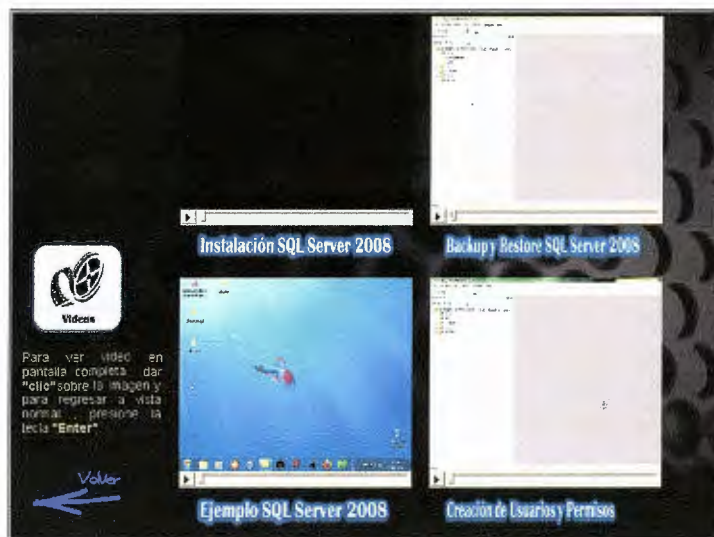 Instalación SQL Server 2008
Backup y Restore SQL Server 2008
Videos
Para ver video en
pantalla completa dar
"clic" sobre la imagen y
para regresar a vista
normal , presione la
tecla "Enter"
Volver
Ejemplo SQL Server 2008
Creación de Usuarios y Permisos